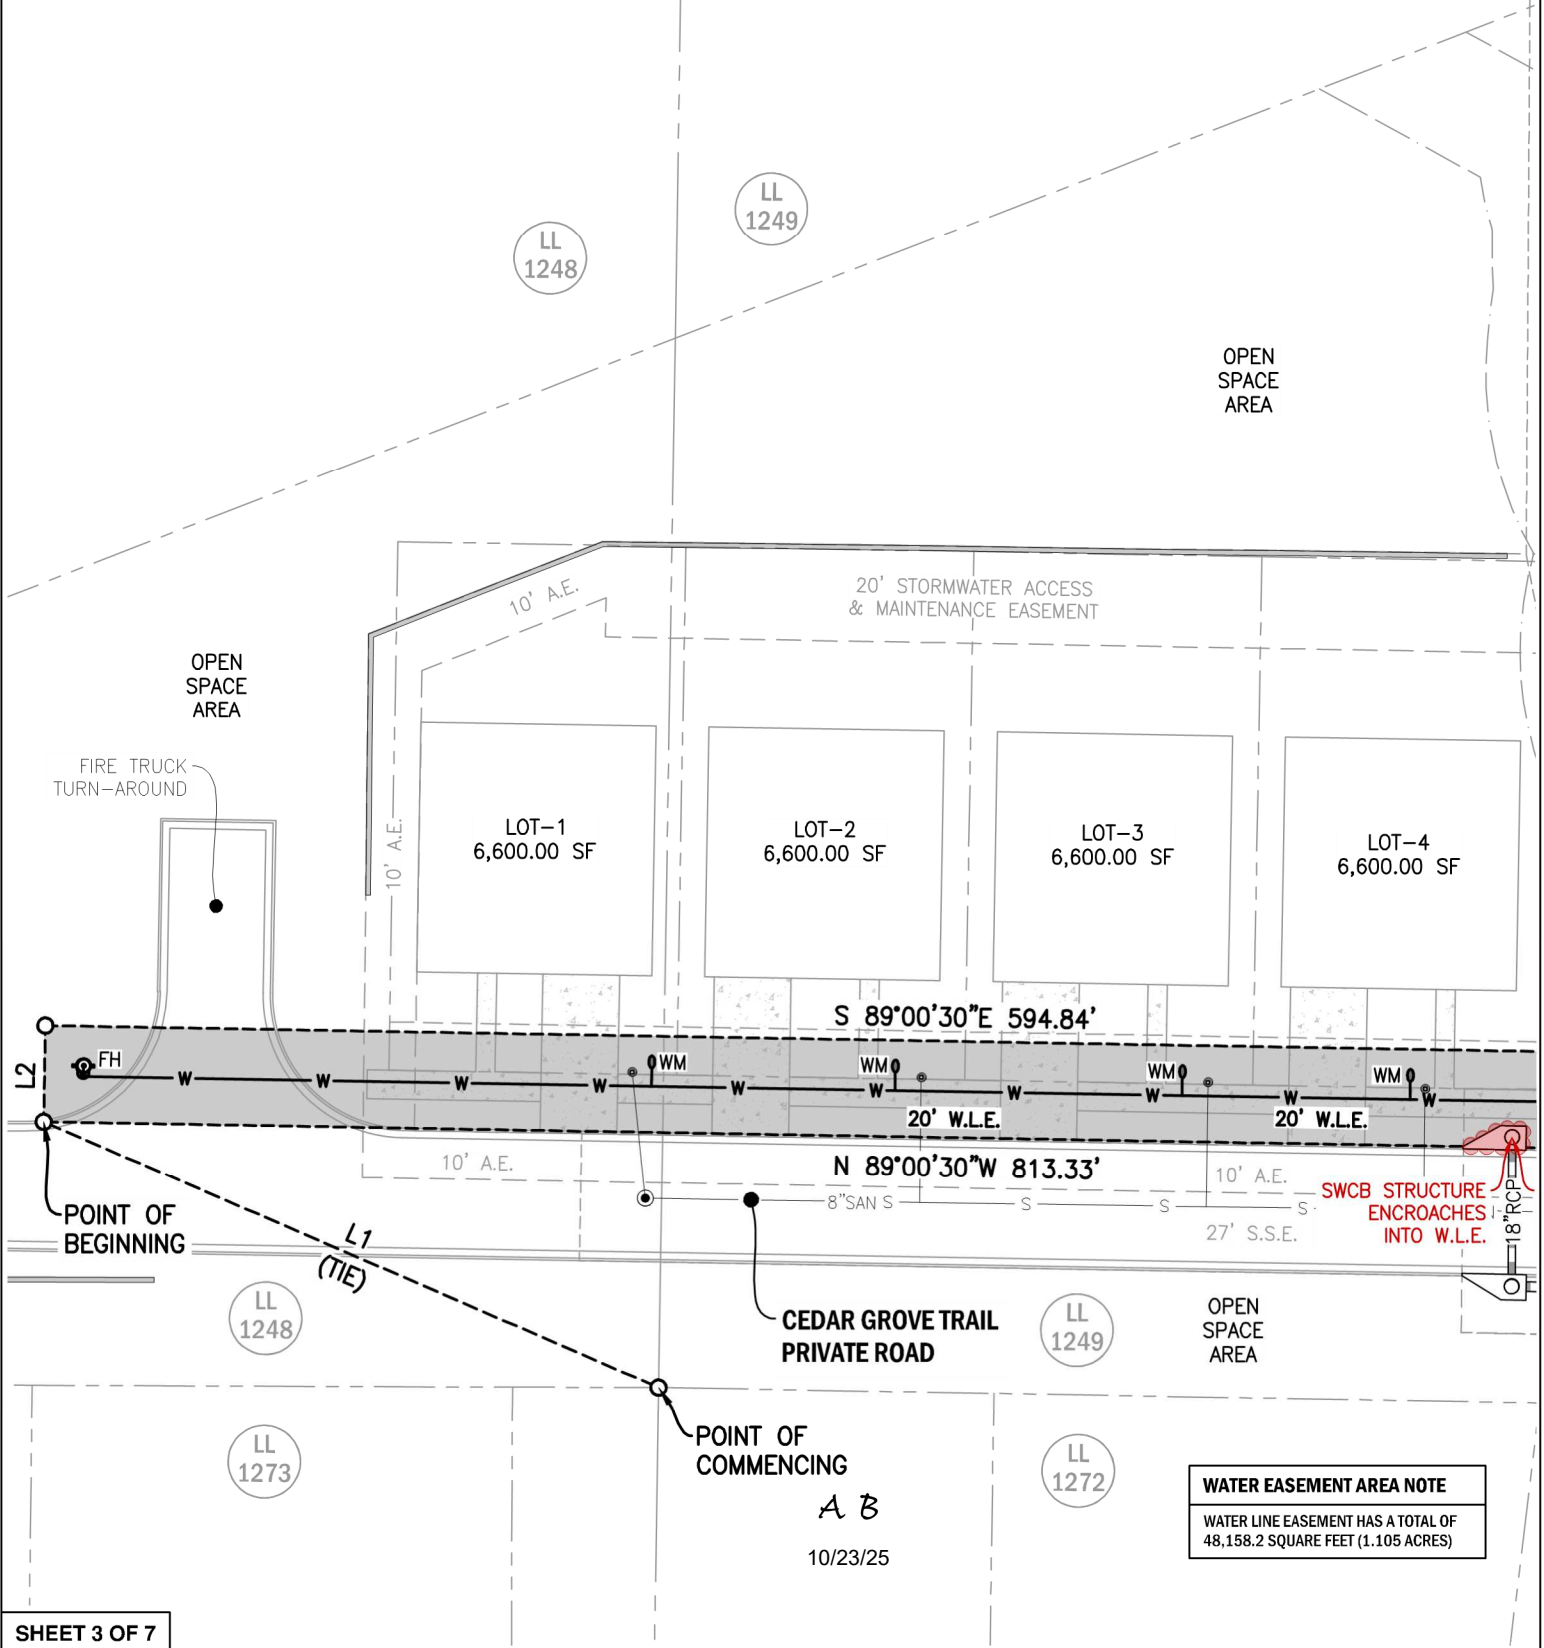 LL
1249
LL
1248
OPEN
SPACE
AREA
10' A.E.
20' STORMWATER ACCESS
& MAINTENANCE EASEMENT
OPEN
SPACE
AREA
FIRE TRUCK
TURN-AROUND
10' A.E.
LOT-1
6,600.00 SF
LOT-2
6,600.00 SF
LOT-3
6,600.00 SF
LOT-4
6,600.00 SF
S 89°00'30"E 594.84'
L2
FH
WM
WM
WM
WM
W
W
W
W
W
W
W
W
W
W
20' W.L.E.
20' W.L.E.
10' A.E.
N 89°00'30"W 813.33'
10' A.E.
8"SAN S
S
S
S
27' S.S.E.
SWCB STRUCTURE
ENCROACHES
INTO W.L.E.
18"RCP
POINT OF
BEGINNING
L1
(TIE)
LL
1248
CEDAR GROVE TRAIL
PRIVATE ROAD
LL
1249
OPEN
SPACE
AREA
POINT OF
COMMENCING
LL
1273
LL
1272
A B
10/23/25
WATER EASEMENT AREA NOTE
WATER LINE EASEMENT HAS A TOTAL OF
48,158.2 SQUARE FEET (1.105 ACRES)
SHEET 3 OF 7